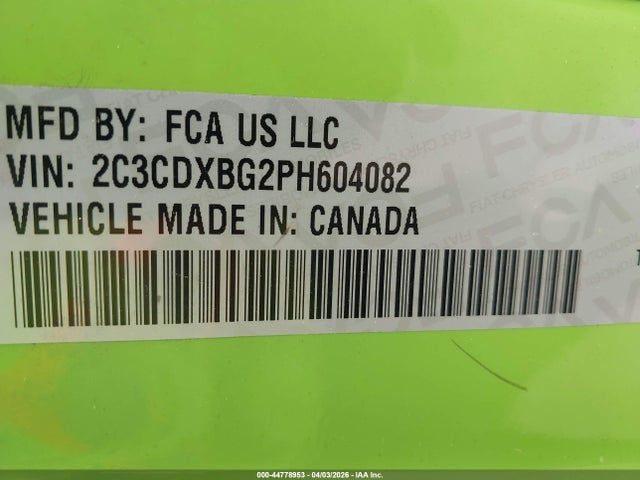 MFD BY: FCA US LLC
VIN: 2C3CDXBG2PH604082
VEHICLE MADE IN: CANADA
000-44778953 - 04/03/2026 - IAA Inc.